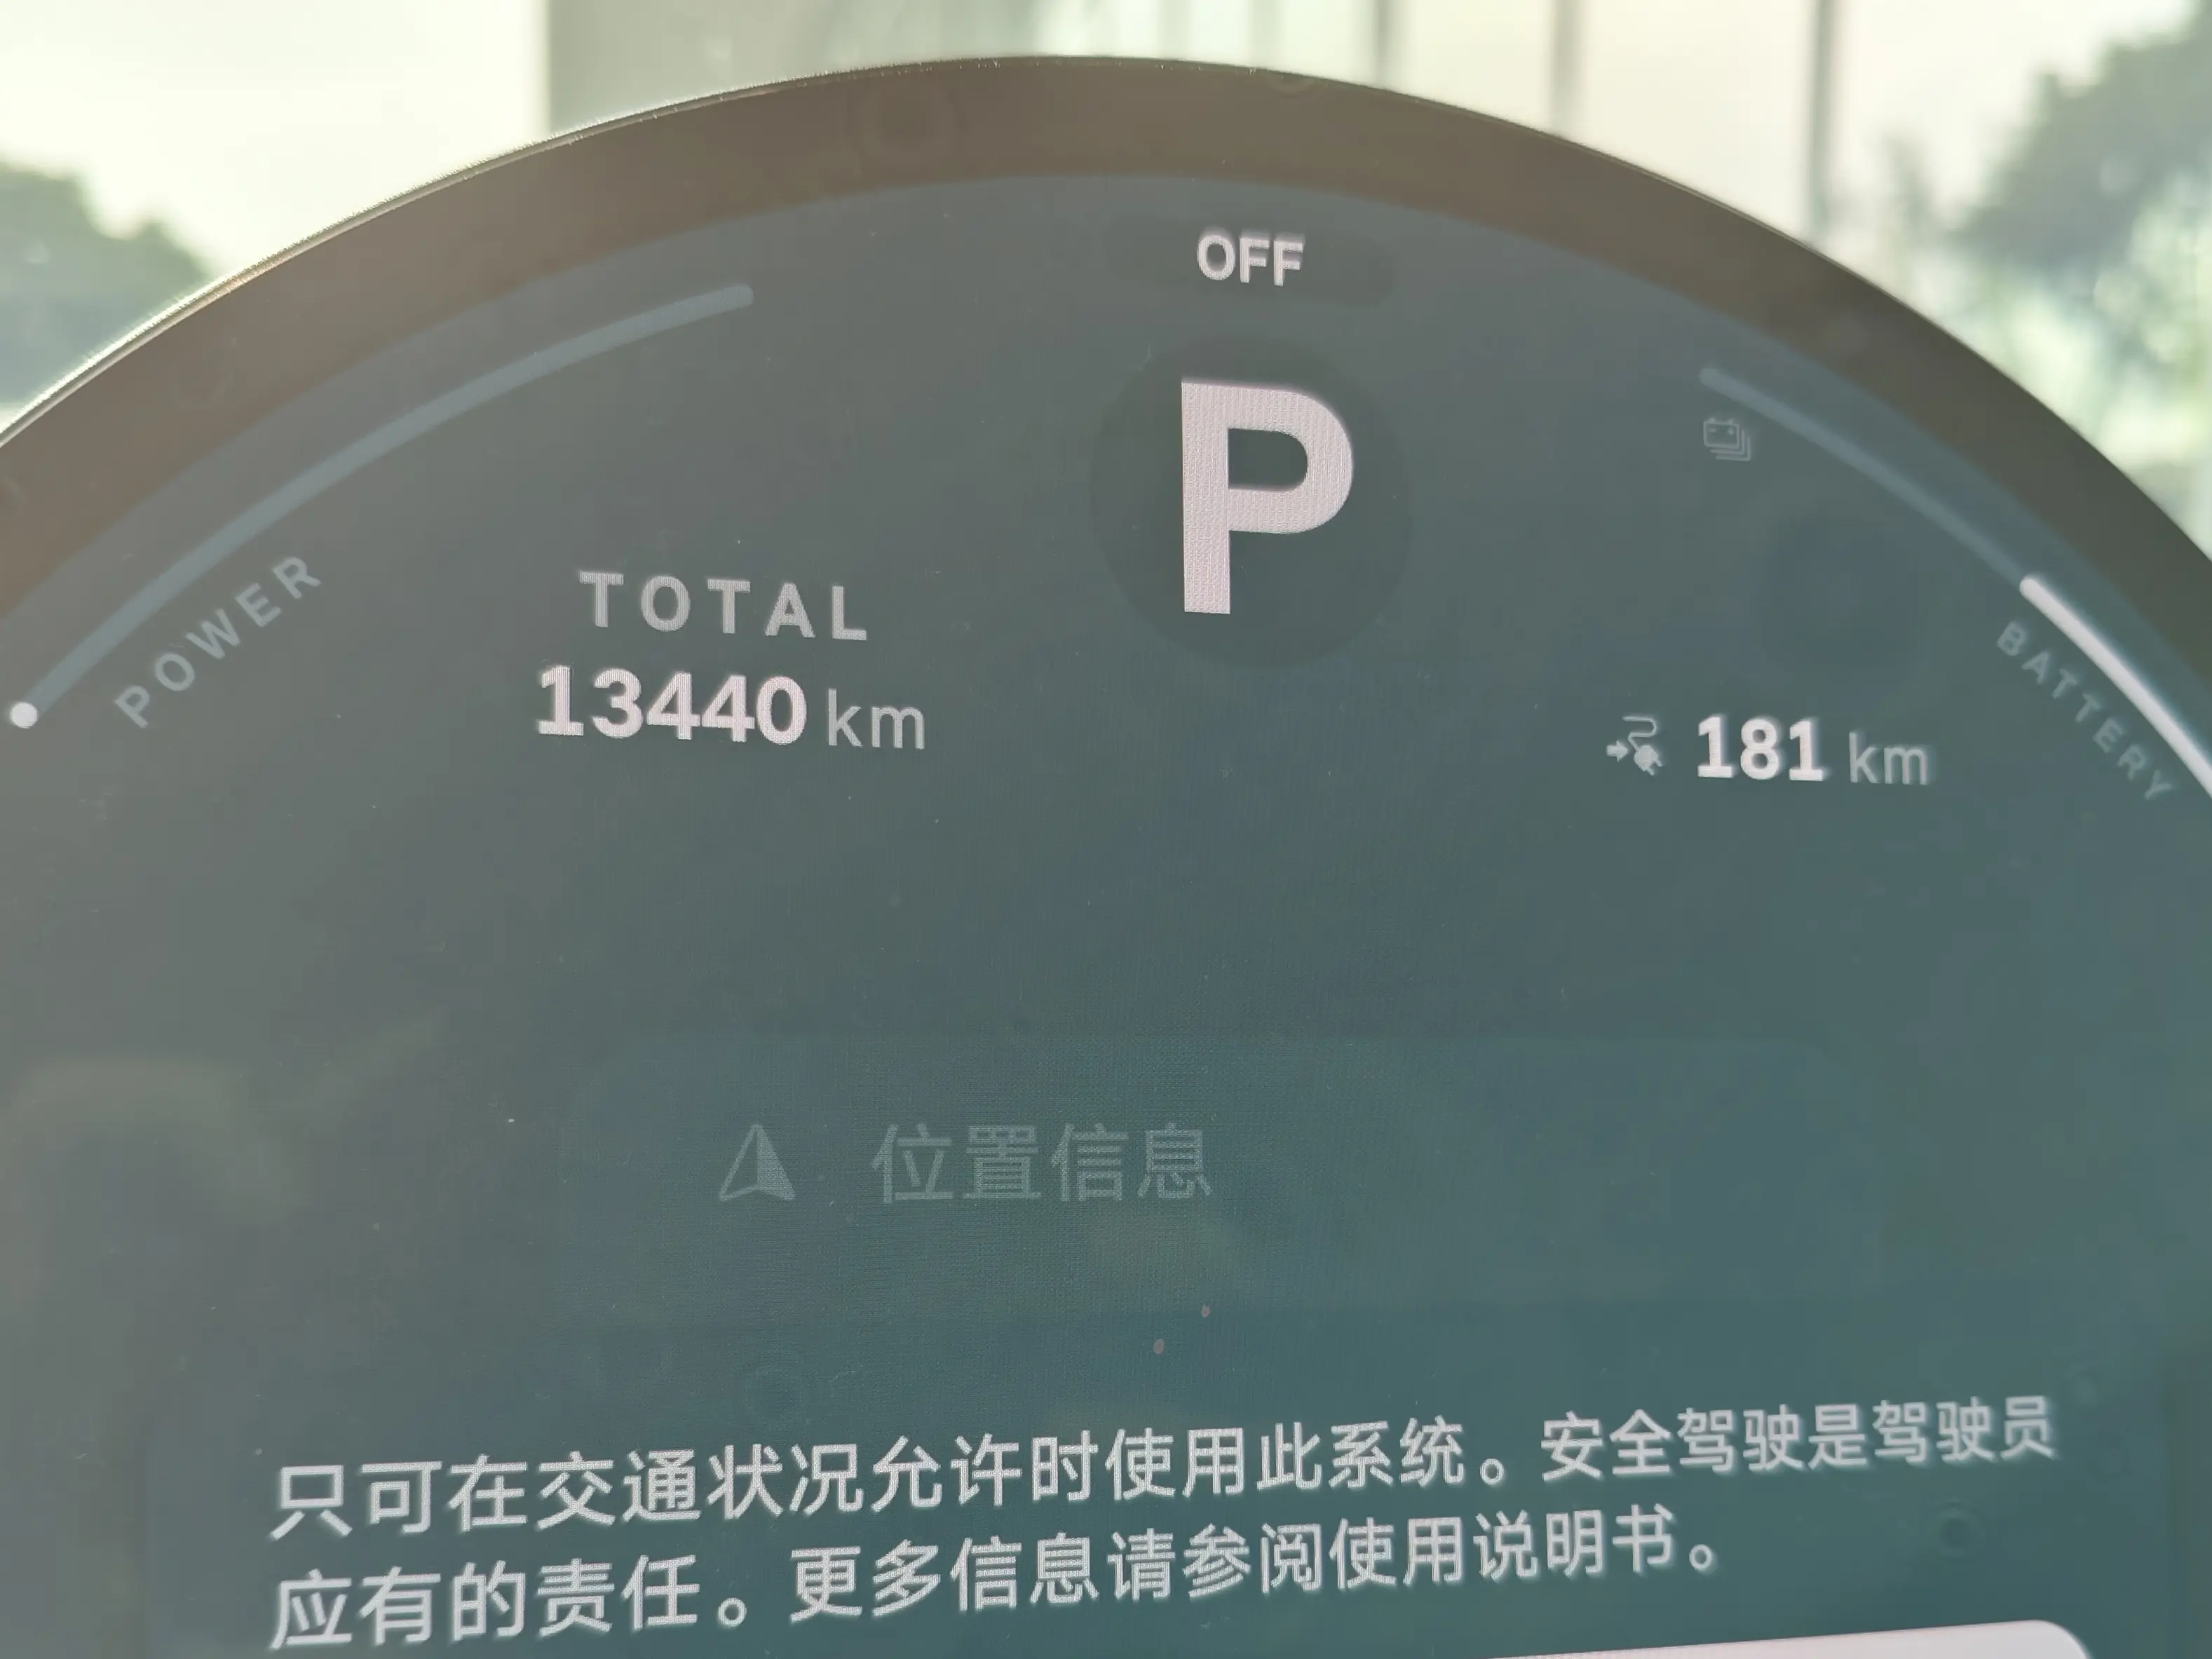 OFF
P
POWER
TOTAL
13440 km
181 km
BATTERY
位置信息
只可在交通状况允许时使用此系统。安全驾驶是驾驶员
应有的责任。更多信息请参阅使用说明书。